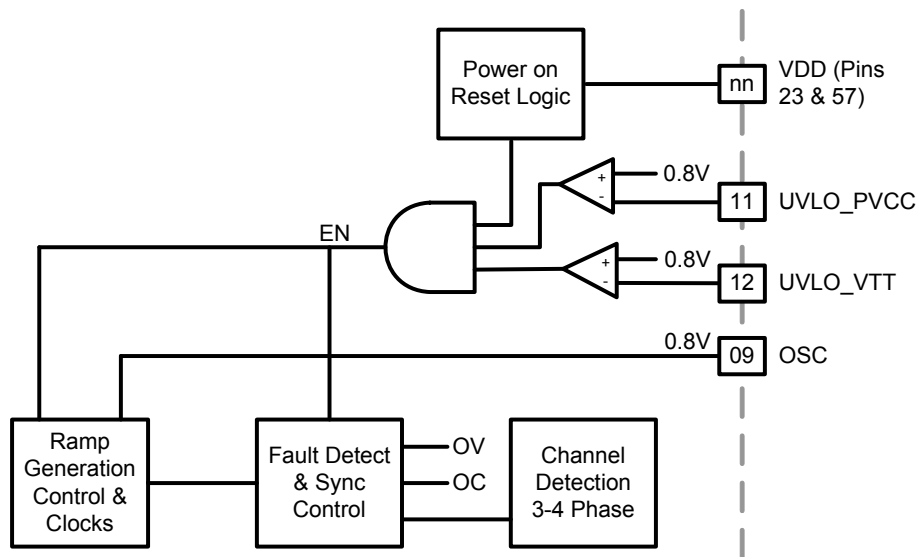 Power on
Reset Logic
nn
VDD (Pins
23 & 57)
+
-
0.8V
11
UVLO_PVCC
EN
+
-
0.8V
12
UVLO_VTT
0.8V
09
OSC
Ramp
Generation
Control &
Clocks
Fault Detect
& Sync
Control
OV
OC
Channel
Detection
3-4 Phase